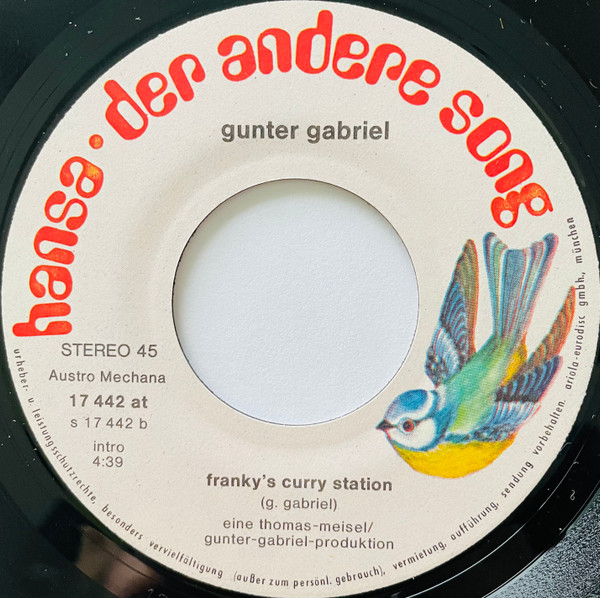 hansa · der andere song
gunter gabriel
STEREO 45
Austro Mechana
17 442 at
s 17 442 b
intro
4:39
franky's curry station
(g. gabriel)
eine thomas-meisel/
gunter-gabriel-produktion
urheber- u. leistungsschutzrechte, besonders vervielfältigung (außer zum persönl. gebrauch), vermietung, aufführung, sendung vorbehalten. ariola-eurodisc gmbh., münchen